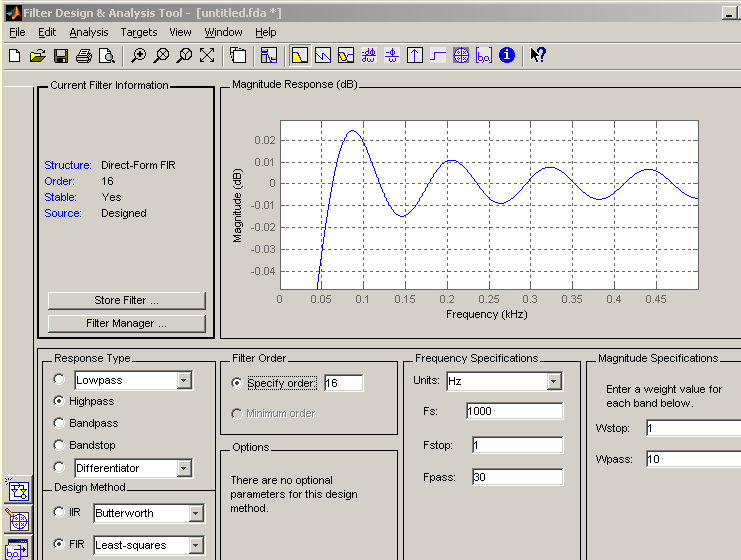 Filter Design & Analysis Tool - [untitled.fda *]
File Edit Analysis Targets View Window Help
Current Filter Information
Structure: Direct-Form FIR
Order: 16
Stable: Yes
Source: Designed
Store Filter ...
Filter Manager ...
Magnitude Response (dB)
Magnitude (dB)
0.02
0.01
0
-0.01
-0.02
-0.03
-0.04
0 0.05 0.1 0.15 0.2 0.25 0.3 0.35 0.4 0.45
Frequency (kHz)
Response Type
Lowpass
Highpass
Bandpass
Bandstop
Differentiator
Design Method
IIR Butterworth
FIR Least-squares
Filter Order
Specify order: 16
Minimum order
Options
There are no optional
parameters for this design
method.
Frequency Specifications
Units: Hz
Fs: 1000
Fstop: 1
Fpass: 30
Magnitude Specifications
Enter a weight value for
each band below.
Wstop: 1
Wpass: 10